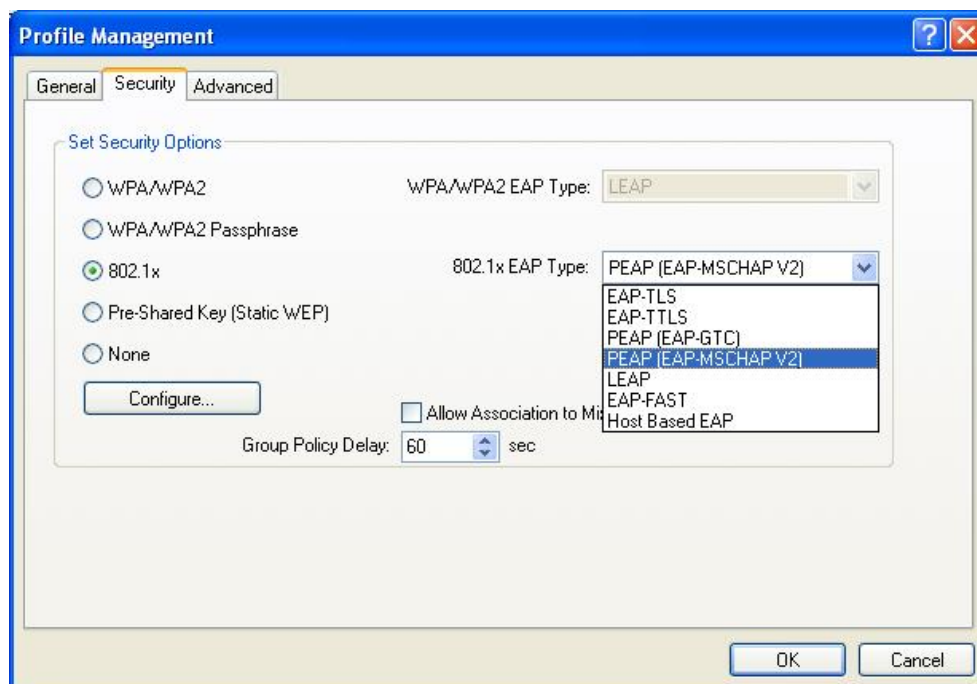 Profile Management
General Security Advanced
Set Security Options
WPA/WPA2 WPA/WPA2 EAP Type: LEAP
WPA/WPA2 Passphrase
802.1x 802.1x EAP Type: PEAP (EAP-MSCHAP V2)
EAP-TLS
EAP-TTLS
Pre-Shared Key (Static WEP)
PEAP (EAP-GTC)
None
PEAP (EAP-MSCHAP V2)
LEAP
Configure...
EAP-FAST
Allow Association to
Host Based EAP
Group Policy Delay: 60 sec
OK Cancel